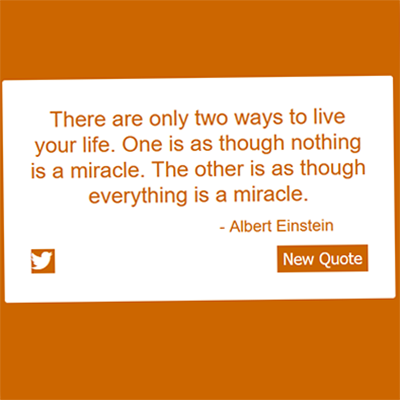 There are only two ways to live
your life. One is as though nothing
is a miracle. The other is as though
everything is a miracle.
- Albert Einstein
New Quote